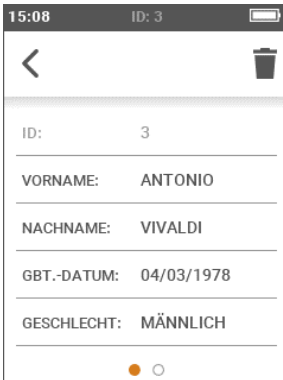 15:08 ID: 3
ID: 3
VORNAME: ANTONIO
NACHNAME: VIVALDI
GBT.-DATUM: 04/03/1978
GESCHLECHT: MÄNNLICH